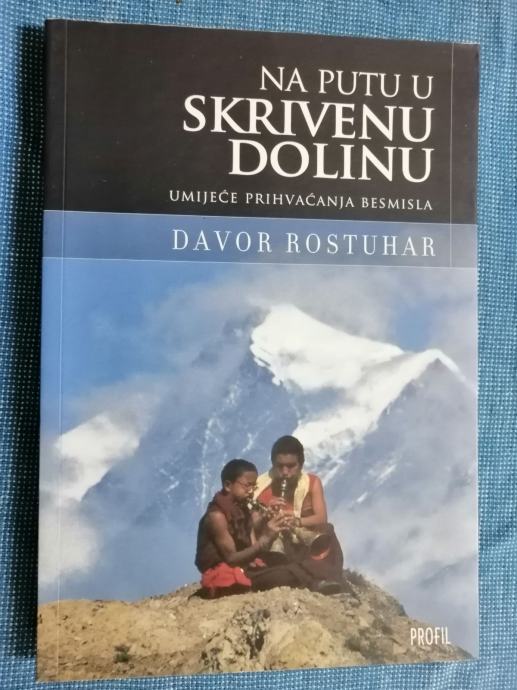 NA PUTU U
SKRIVENU
DOLINU
UMIJEĆE PRIHVAĆANJA BESMISLA
DAVOR ROSTUHAR
PROFIL